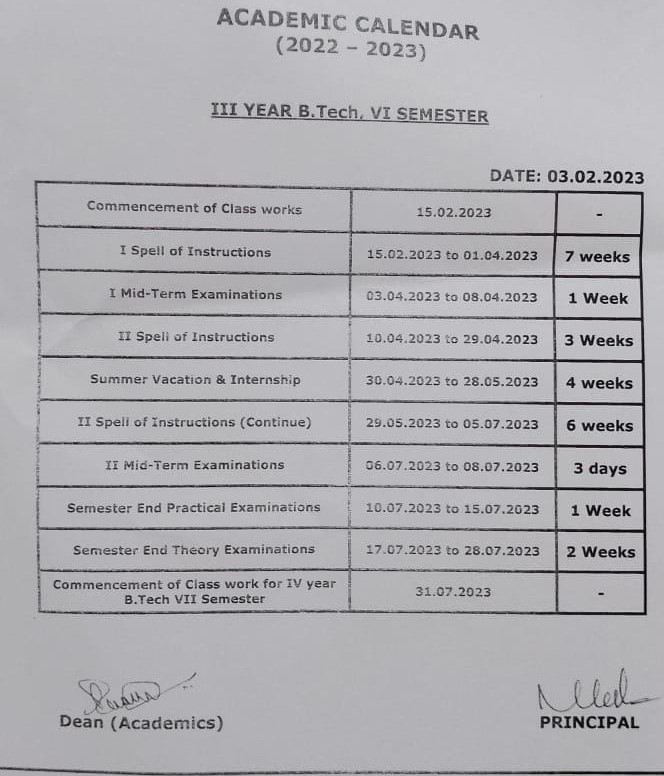 ACADEMIC CALENDAR
(2022 – 2023)
III YEAR B.Tech, VI SEMESTER
DATE: 03.02.2023
Commencement of Class works 15.02.2023 -
I Spell of Instructions 15.02.2023 to 01.04.2023 7 weeks
I Mid-Term Examinations 03.04.2023 to 08.04.2023 1 Week
II Spell of Instructions 10.04.2023 to 29.04.2023 3 Weeks
Summer Vacation & Internship 30.04.2023 to 28.05.2023 4 weeks
II Spell of Instructions (Continue) 29.05.2023 to 05.07.2023 6 weeks
II Mid-Term Examinations 06.07.2023 to 08.07.2023 3 days
Semester End Practical Examinations 10.07.2023 to 15.07.2023 1 Week
Semester End Theory Examinations 17.07.2023 to 28.07.2023 2 Weeks
Commencement of Class work for IV year
B.Tech VII Semester 31.07.2023 -
Dean (Academics)
PRINCIPAL